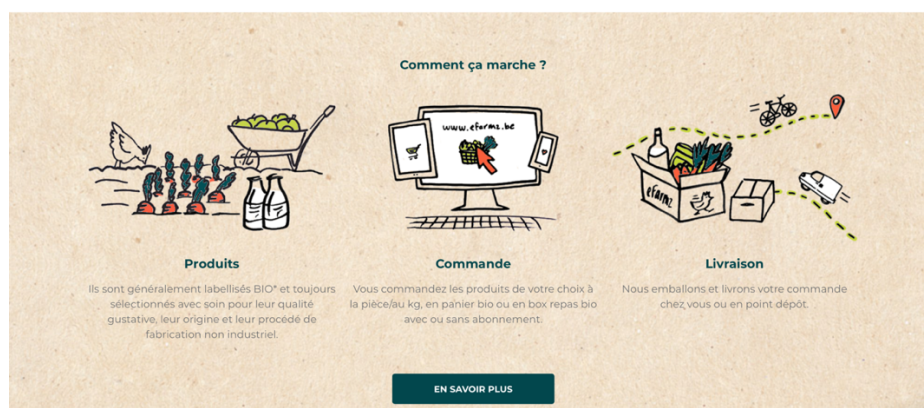 Comment ça marche ?
www.efarmz.be
eFarmz
Produits
Ils sont généralement labellisés BIO* et toujours
sélectionnés avec soin pour leur qualité
gustative, leur origine et leur procédé de
fabrication non industriel.
Commande
Vous commandez les produits de votre choix à
la pièce/au kg, en panier bio ou en box repas bio
avec ou sans abonnement.
Livraison
Nous emballons et livrons votre commande
chez vous ou en point dépôt.
EN SAVOIR PLUS